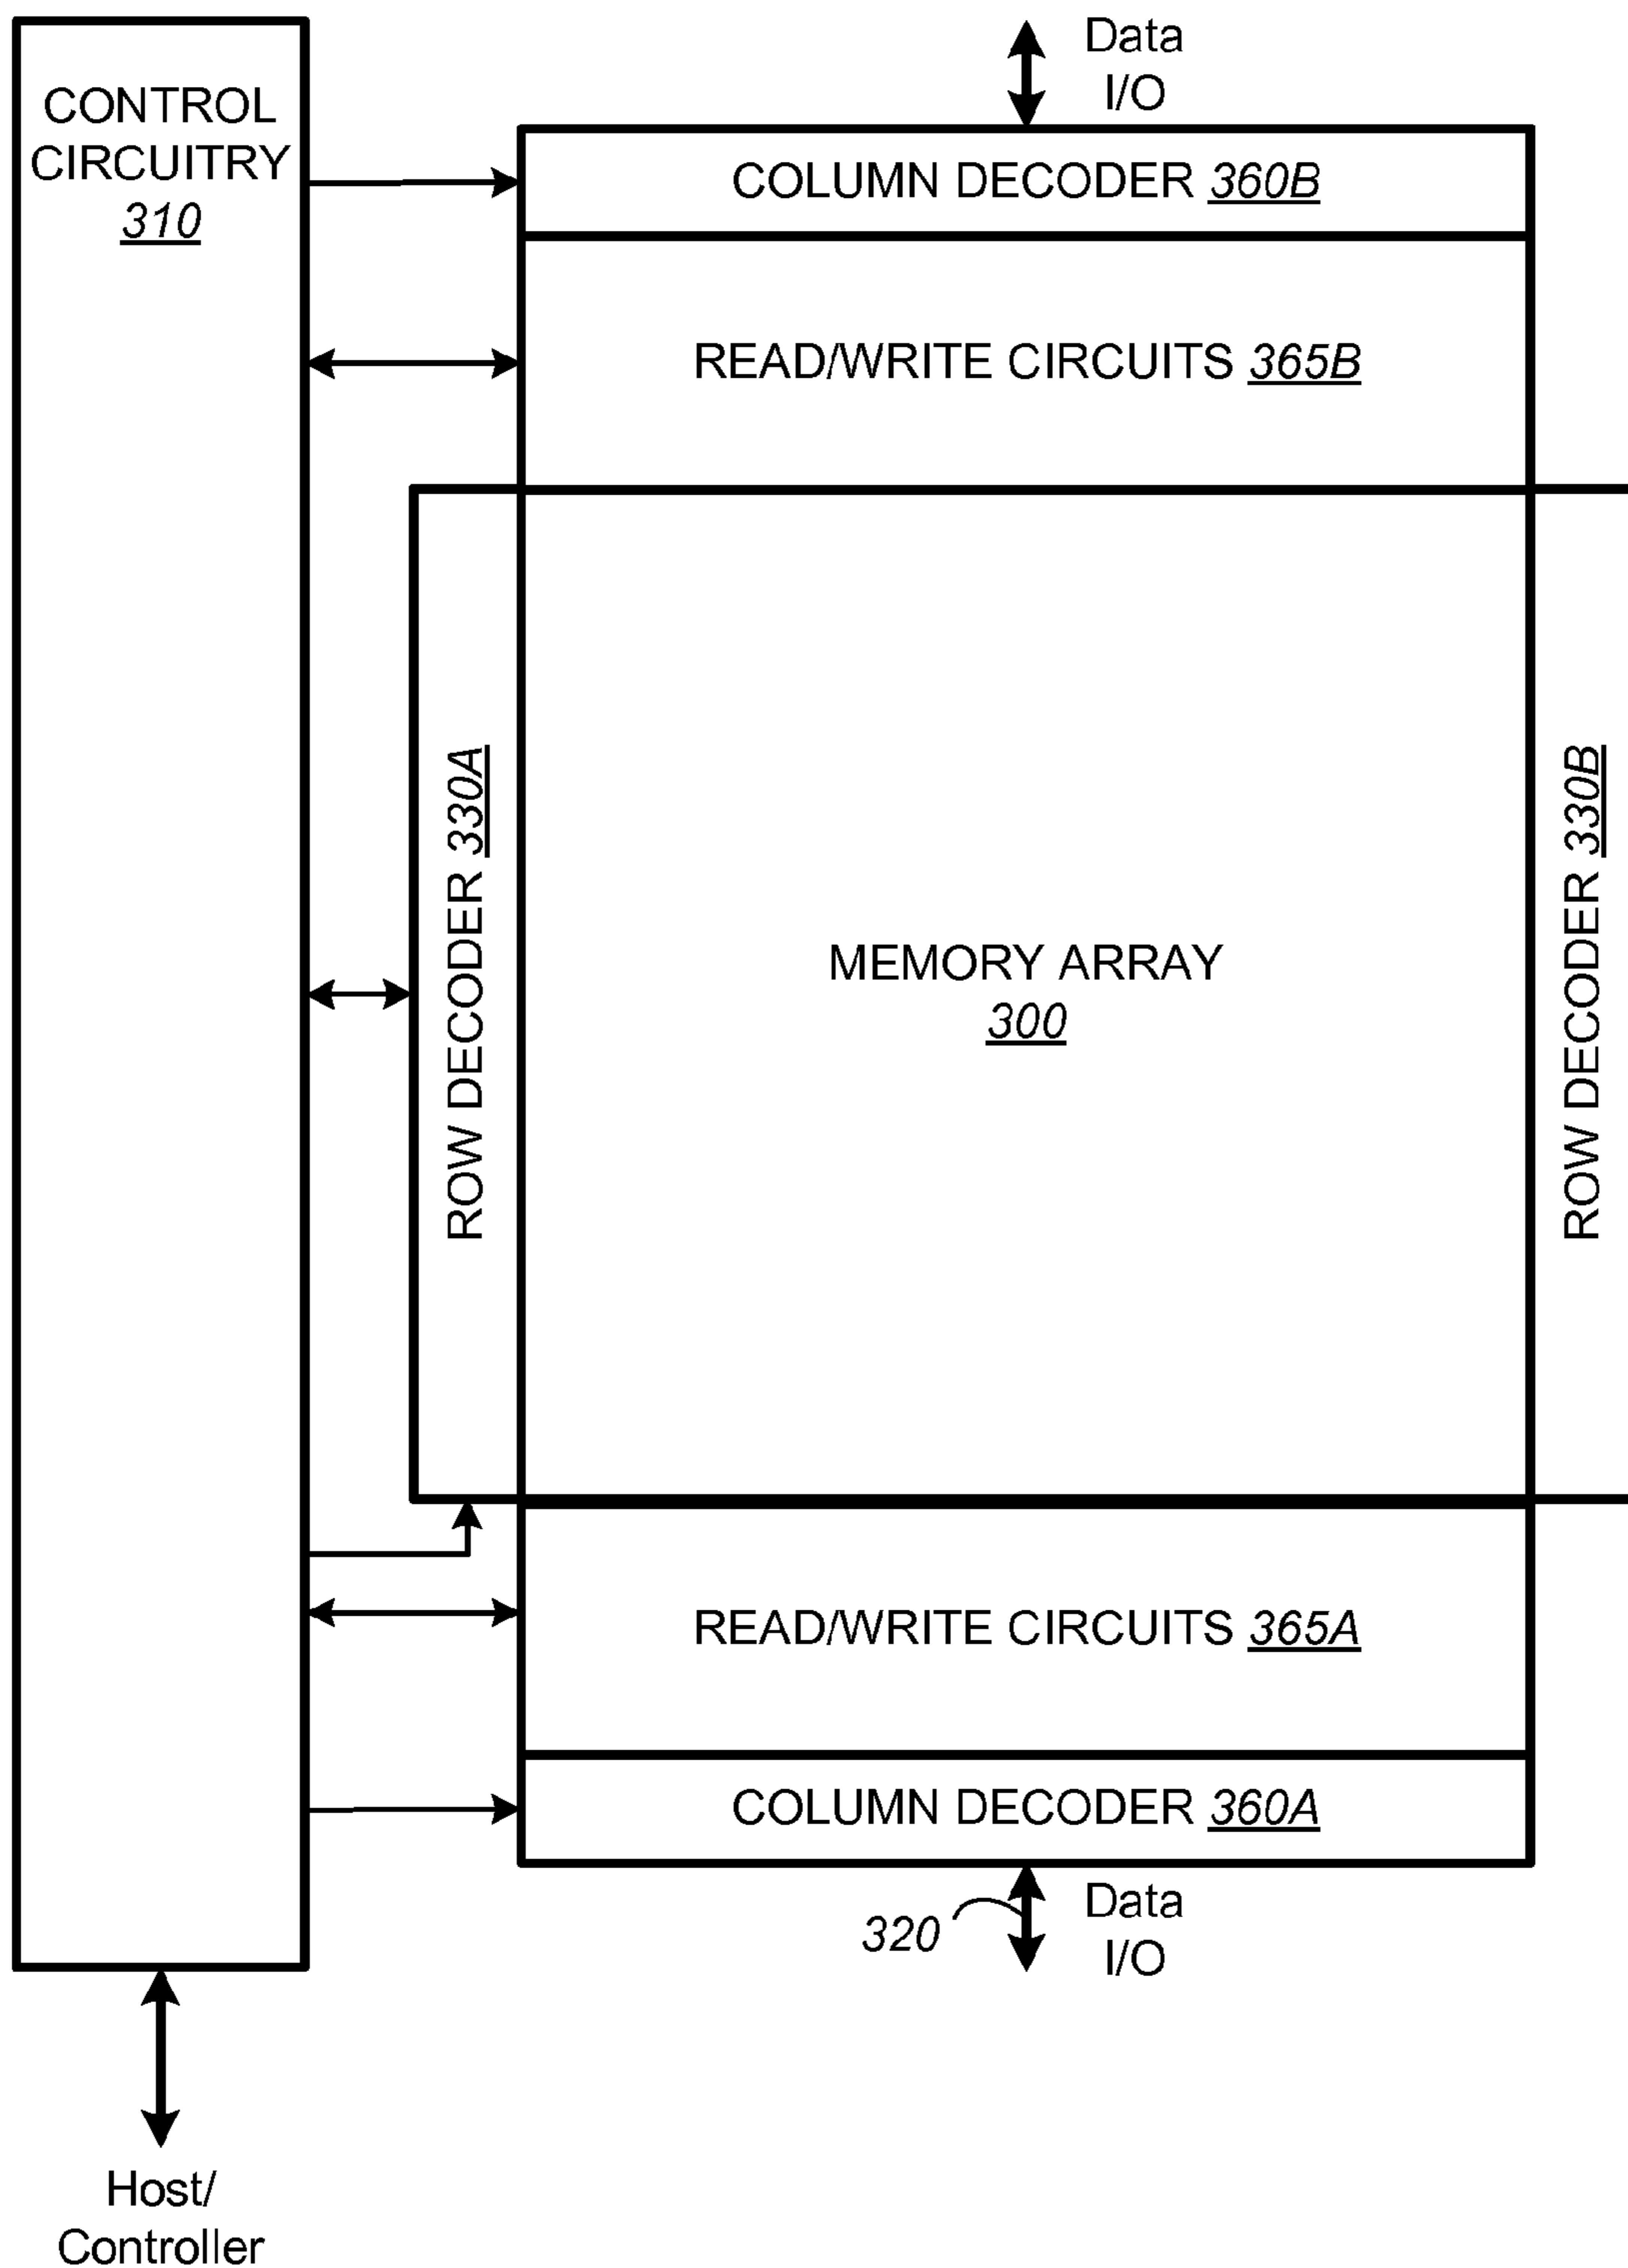 CONTROL
CIRCUITRY
310
Data
I/O
COLUMN DECODER 360B
READ/WRITE CIRCUITS 365B
ROW DECODER 330A
MEMORY ARRAY
300
ROW DECODER 330B
READ/WRITE CIRCUITS 365A
COLUMN DECODER 360A
320
Data
I/O
Host/
Controller